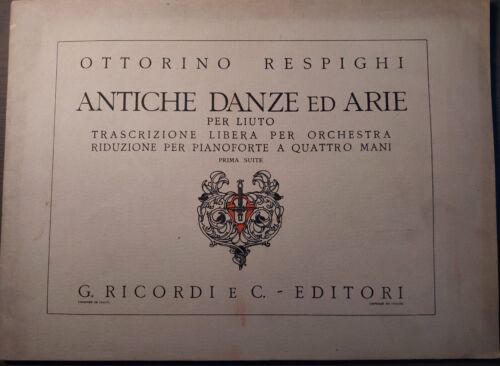 OTTORINO RESPIGHI
ANTICHE DANZE ED ARIE
PER LIUTO
TRASCRIZIONE LIBERA PER ORCHESTRA
RIDUZIONE PER PIANOFORTE A QUATTRO MANI
PRIMA SUITE
G. RICORDI E C. - EDITORI